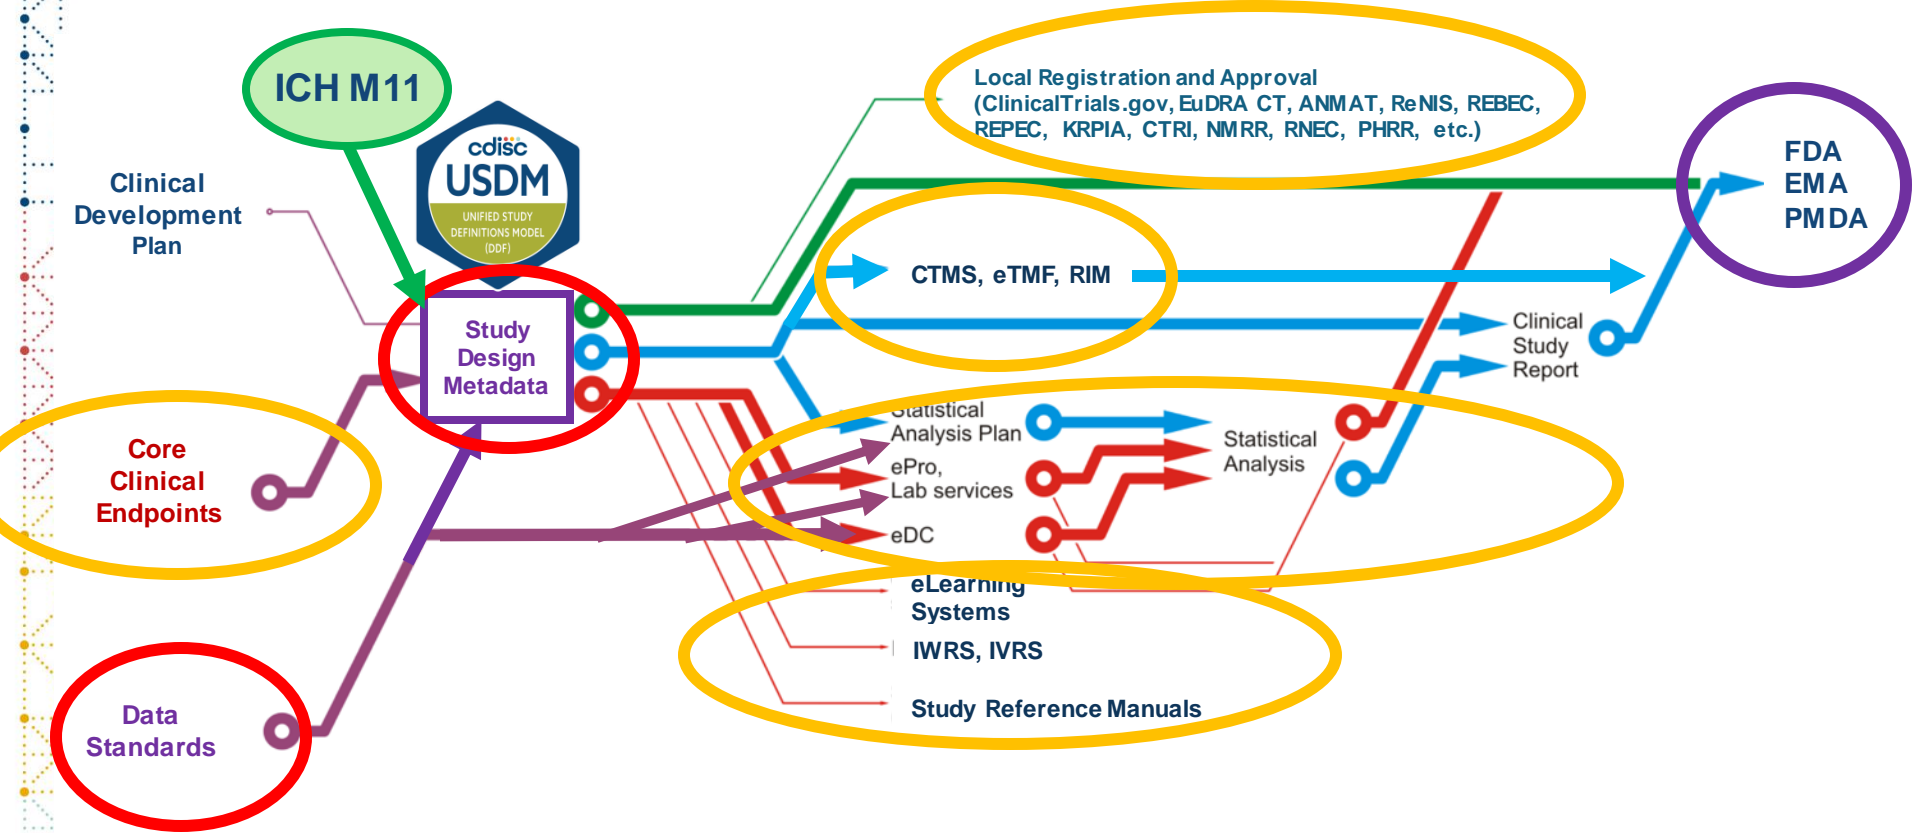 ICH M11
cdisc
USDM
UNIFIED STUDY
DEFINITIONS MODEL
(DDF)
Clinical
Development
Plan
Local Registration and Approval
(ClinicalTrials.gov, EuDRA CT, ANMAT, ReNIS, REBEC,
REPEC, KRPIA, CTRI, NMRR, RNEC, PHRR, etc.)
FDA
EMA
PMDA
CTMS, eTMF, RIM
Study
Design
Metadata
Clinical
Study
Report
Core
Clinical
Endpoints
Statistical
Analysis Plan
ePro,
Lab services
eDC
Statistical
Analysis
eLearning
Systems
IWRS, IVRS
Study Reference Manuals
Data
Standards